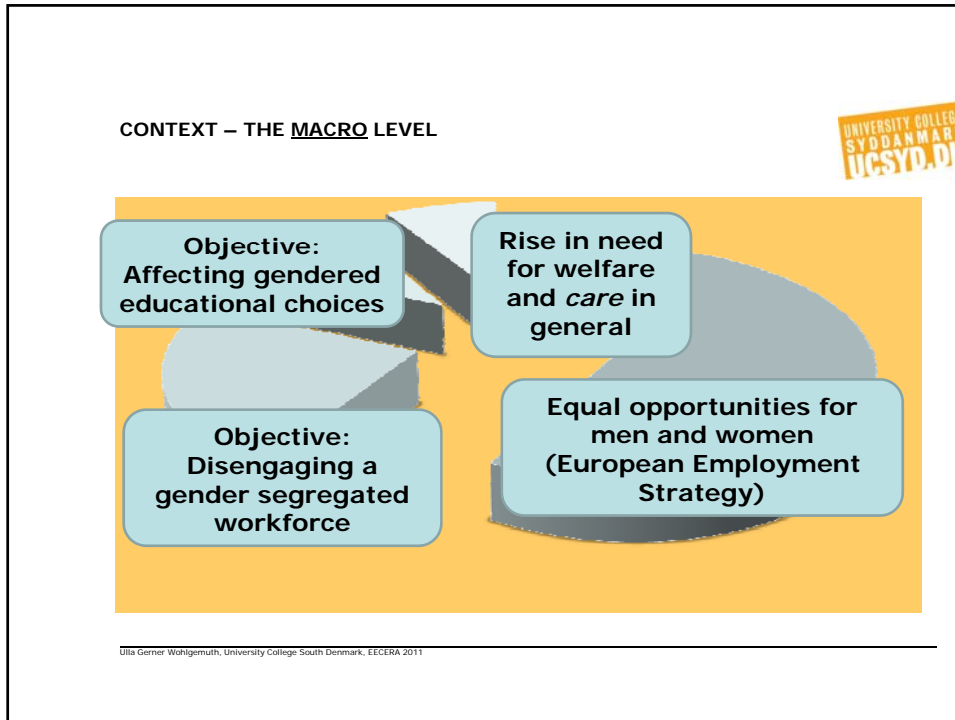 CONTEXT – THE MACRO LEVEL
UNIVERSITY COLLEG
SYDDANMAR
UCSYD.D
Objective:
Affecting gendered
educational choices
Rise in need
for welfare
and care in
general
Objective:
Disengaging a
gender segregated
workforce
Equal opportunities for
men and women
(European Employment
Strategy)
Ulla Gerner Wohlgemuth, University College South Denmark, EECERA 2011